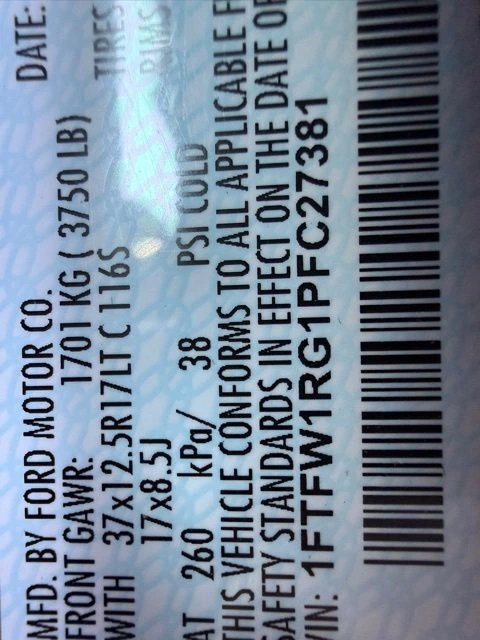 MFD. BY FORD MOTOR CO. DATE:
FRONT GAWR: 1701 KG ( 3750 LB) TIRES
WITH 37x12.5R17LT C 116S RIMS
17x8.5J
AT 260 kPa/ 38 PSI COLD
THIS VEHICLE CONFORMS TO ALL APPLICABLE F
SAFETY STANDARDS IN EFFECT ON THE DATE OF
VIN: 1FTFW1RG1PFC27381